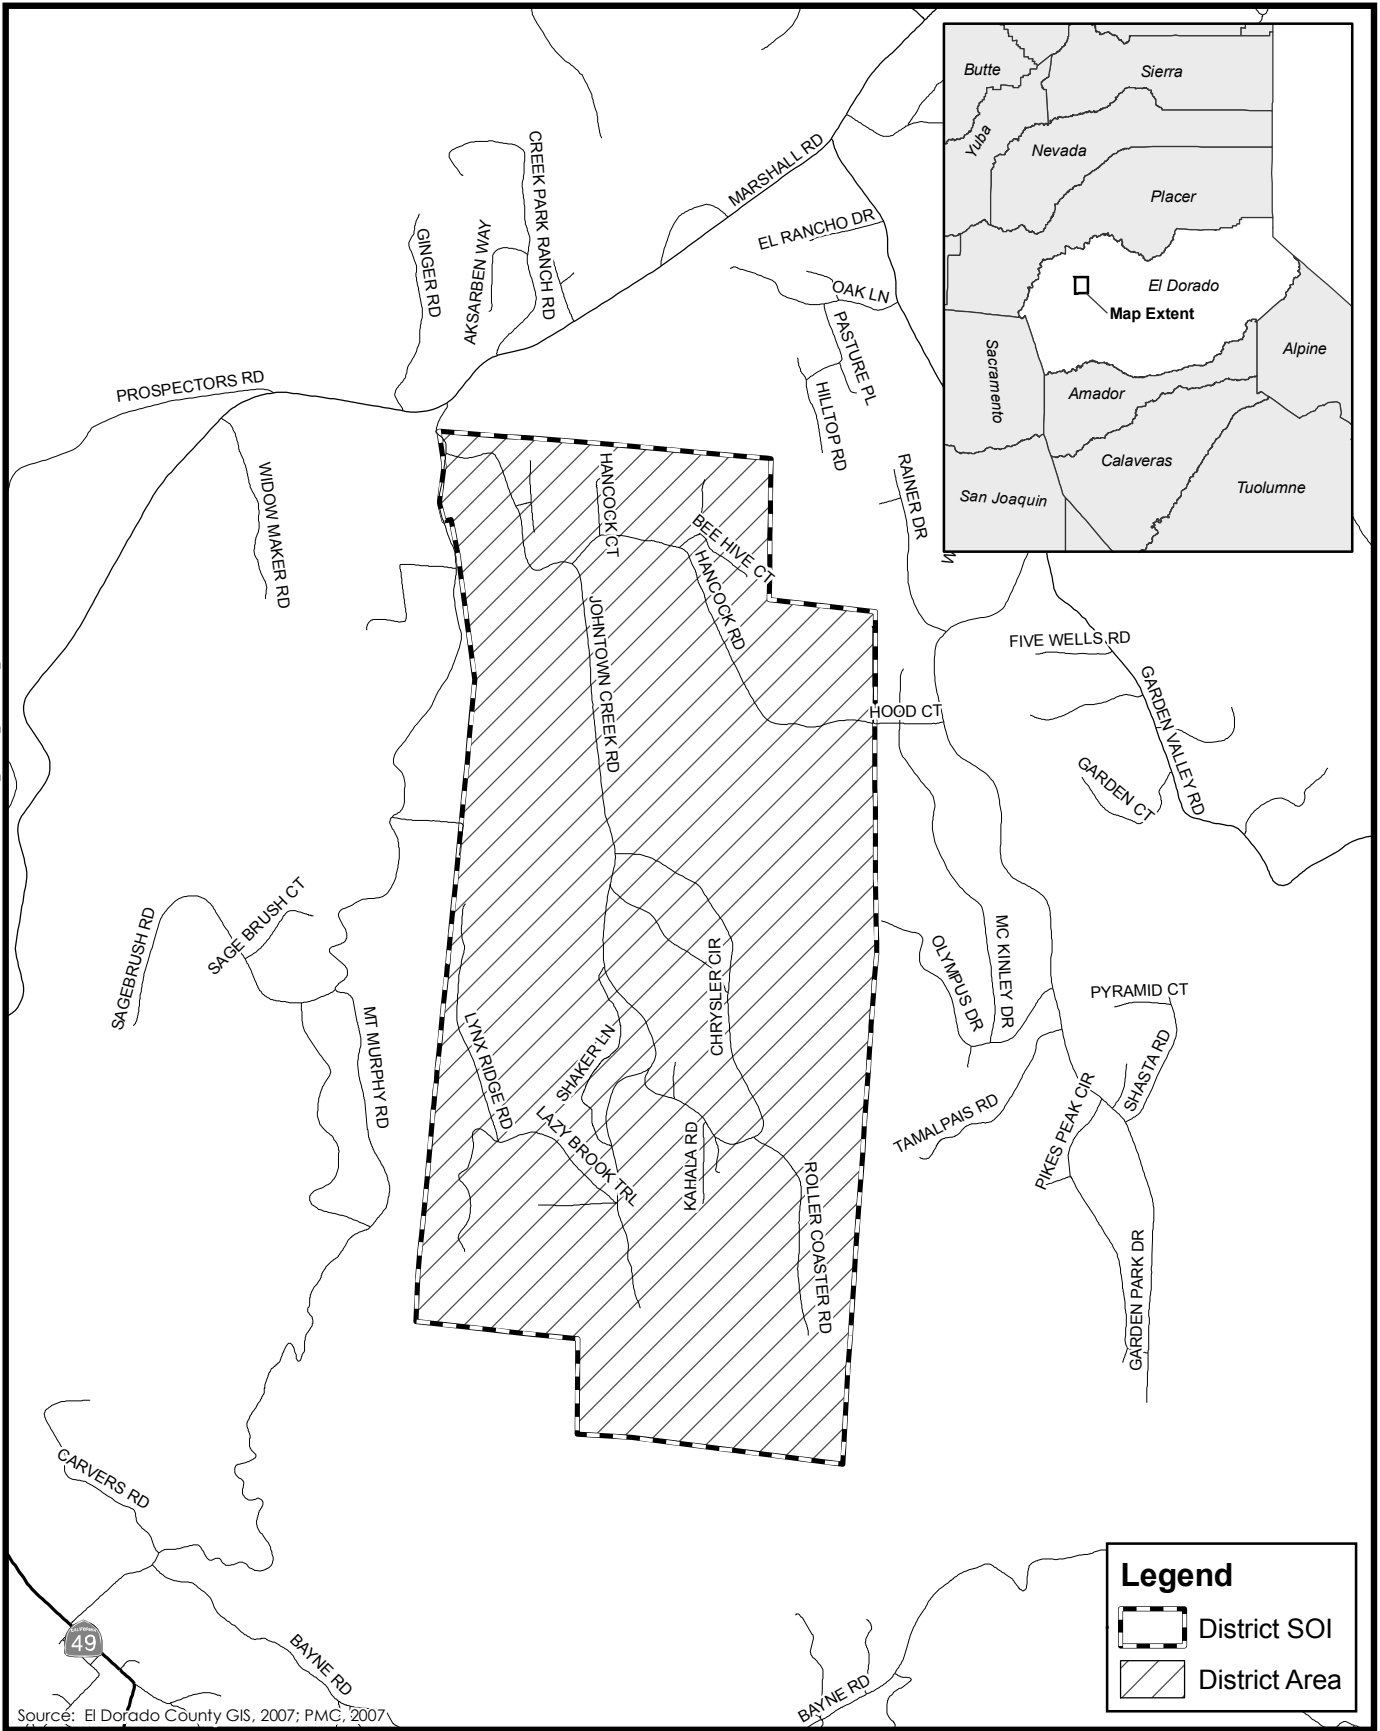 Butte
Sierra
Yuba
Nevada
Placer
El Dorado
Map Extent
Sacramento
Alpine
Amador
Calaveras
San Joaquin
Tuolumne
MARSHALL RD
CREEK PARK RANCH RD
GINGER RD
AKSARBEN WAY
EL RANCHO DR
OAK LN
PASTURE PL
HILLTOP RD
PROSPECTORS RD
WIDOW MAKER RD
HANCOCK CT
BEE HIVE CT
HANCOCK RD
RAINER DR
JOHNTOWN CREEK RD
FIVE WELLS RD
HOOD CT
GARDEN VALLEY RD
GARDEN CT
SAGE BRUSH CT
SAGEBRUSH RD
MT MURPHY RD
LYNX RIDGE RD
SHAKER LN
CHRYSLER CIR
OLYMPUS DR
MC KINLEY DR
PYRAMID CT
SHASTA RD
TAMALPAIS RD
PIKES PEAK CIR
LAZY BROOK TRL
KAHALA RD
ROLLER COASTER RD
GARDEN PARK DR
CARVERS RD
CALIFORNIA
49
BAYNE RD
BAYNE RD
Legend
District SOI
District Area
Source: El Dorado County GIS, 2007; PMC, 2007